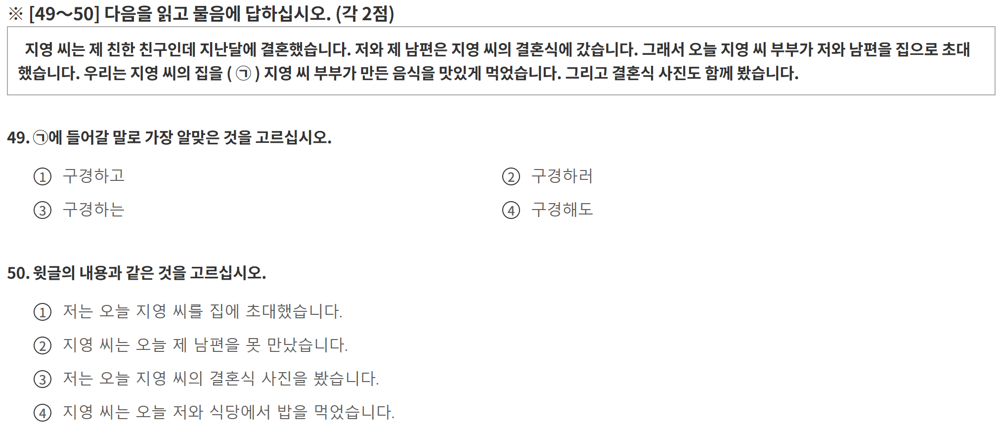 ※ [49～50] 다음을 읽고 물음에 답하십시오. (각 2점)
지영 씨는 제 친한 친구인데 지난달에 결혼했습니다. 저와 제 남편은 지영 씨의 결혼식에 갔습니다. 그래서 오늘 지영 씨 부부가 저와 남편을 집으로 초대
했습니다. 우리는 지영 씨의 집을 ( ㉠ ) 지영 씨 부부가 만든 음식을 맛있게 먹었습니다. 그리고 결혼식 사진도 함께 봤습니다.
49. ㉠에 들어갈 말로 가장 알맞은 것을 고르십시오.
① 구경하고 ② 구경하러
③ 구경하는 ④ 구경해도
50. 윗글의 내용과 같은 것을 고르십시오.
① 저는 오늘 지영 씨를 집에 초대했습니다.
② 지영 씨는 오늘 제 남편을 못 만났습니다.
③ 저는 오늘 지영 씨의 결혼식 사진을 봤습니다.
④ 지영 씨는 오늘 저와 식당에서 밥을 먹었습니다.